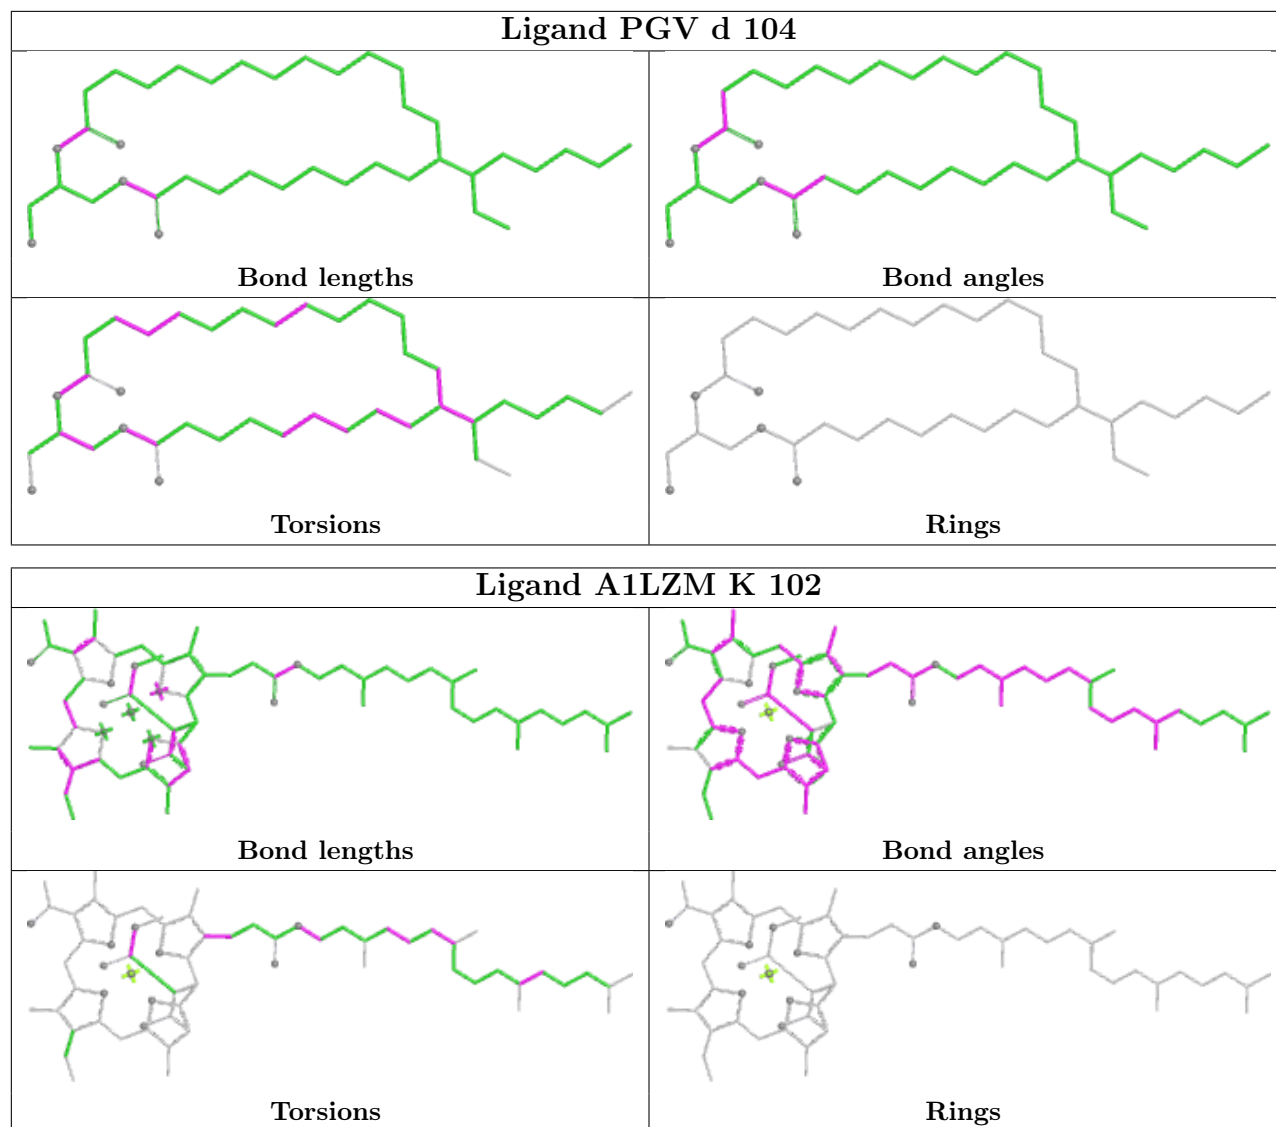 Ligand PGV d 104
Bond lengths
Bond angles
Torsions
Rings
Ligand A1LZM K 102
Bond lengths
Bond angles
Torsions
Rings